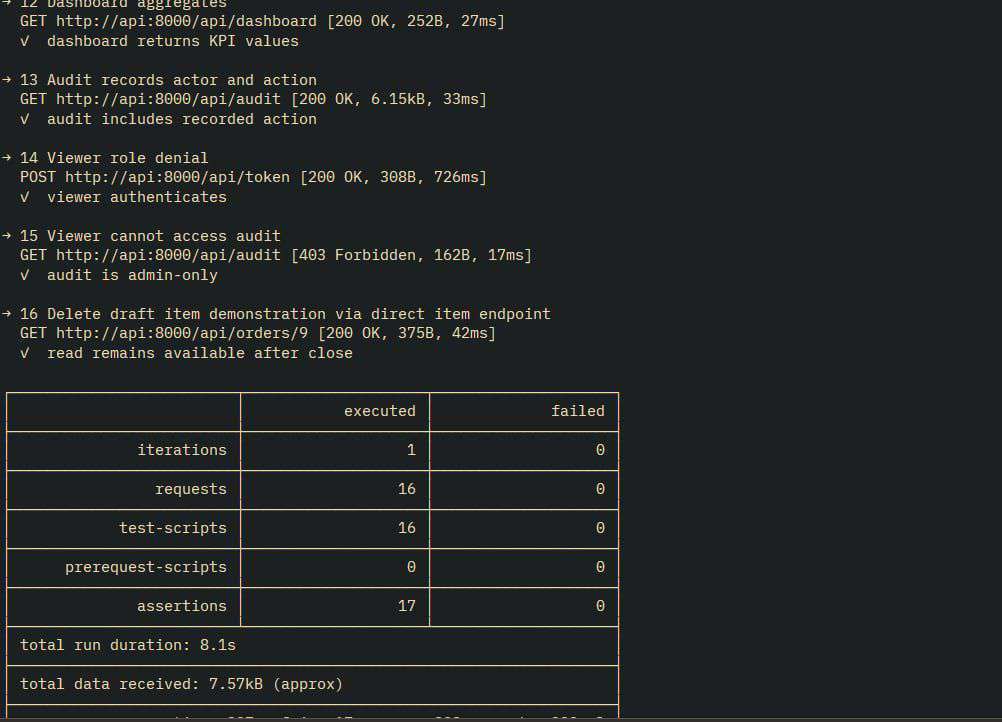 → 12 Dashboard aggregates
GET http://api:8000/api/dashboard [200 OK, 252B, 27ms]
√ dashboard returns KPI values
→ 13 Audit records actor and action
GET http://api:8000/api/audit [200 OK, 6.15kB, 33ms]
√ audit includes recorded action
→ 14 Viewer role denial
POST http://api:8000/api/token [200 OK, 308B, 726ms]
√ viewer authenticates
→ 15 Viewer cannot access audit
GET http://api:8000/api/audit [403 Forbidden, 162B, 17ms]
√ audit is admin-only
→ 16 Delete draft item demonstration via direct item endpoint
GET http://api:8000/api/orders/9 [200 OK, 375B, 42ms]
√ read remains available after close
executed failed
iterations 1 0
requests 16 0
test-scripts 16 0
prerequest-scripts 0 0
assertions 17 0
total run duration: 8.1s
total data received: 7.57kB (approx)